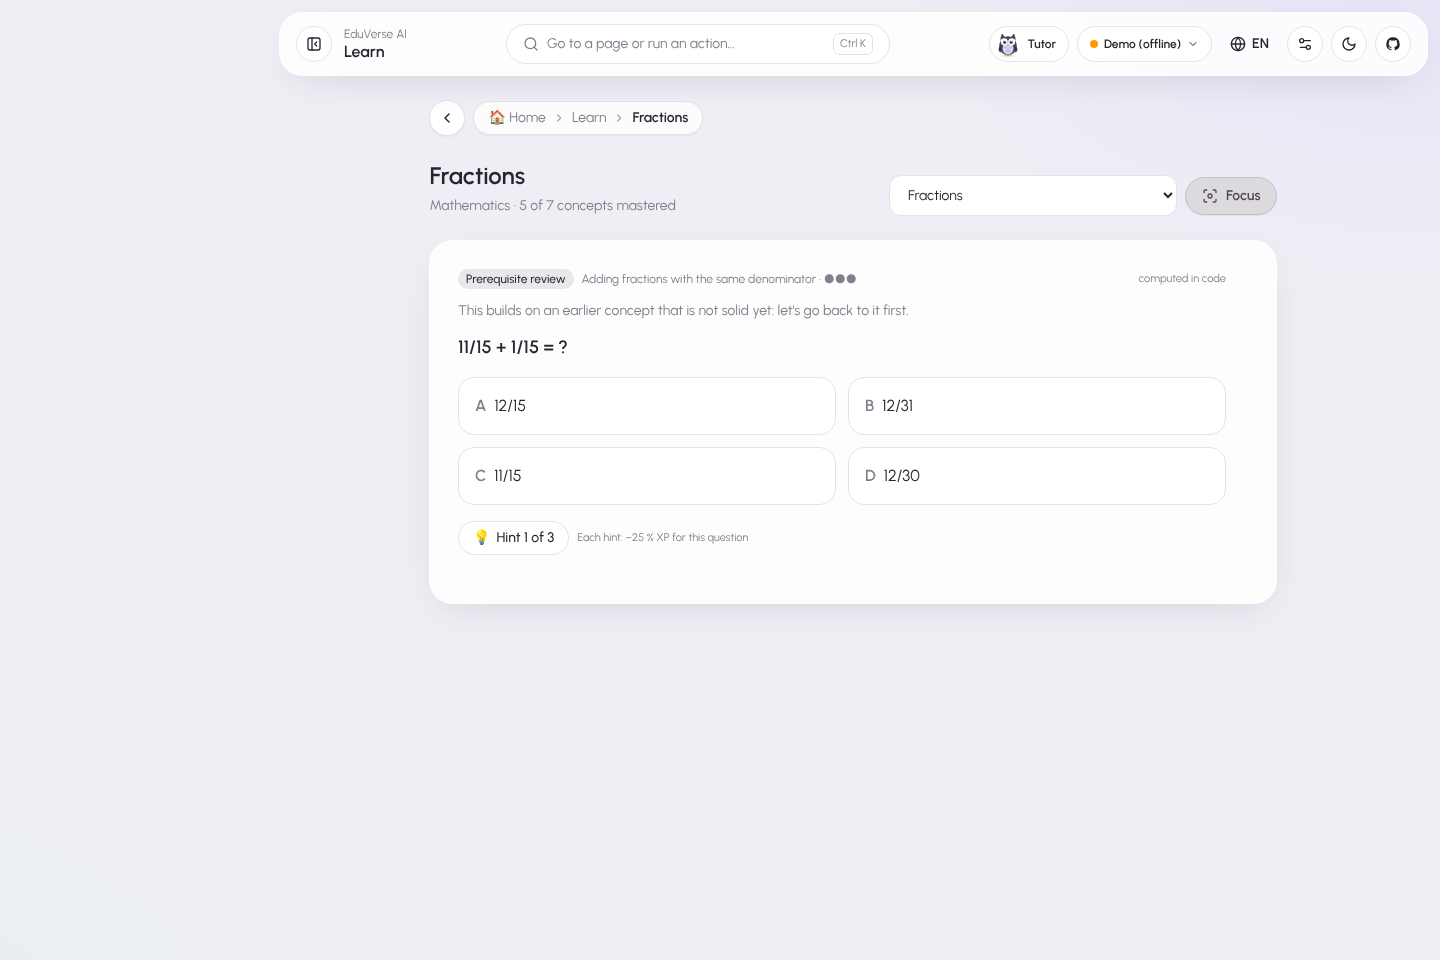 EduVerse AI
Learn
Go to a page or run an action...
Ctrl K
Tutor
Demo (offline)
EN
Home
Learn
Fractions
Fractions
Mathematics · 5 of 7 concepts mastered
Fractions
Focus
Prerequisite review
Adding fractions with the same denominator ·
computed in code
This builds on an earlier concept that is not solid yet: let's go back to it first.
11/15 + 1/15 = ?
A 12/15
B 12/31
C 11/15
D 12/30
Hint 1 of 3
Each hint: −25 % XP for this question